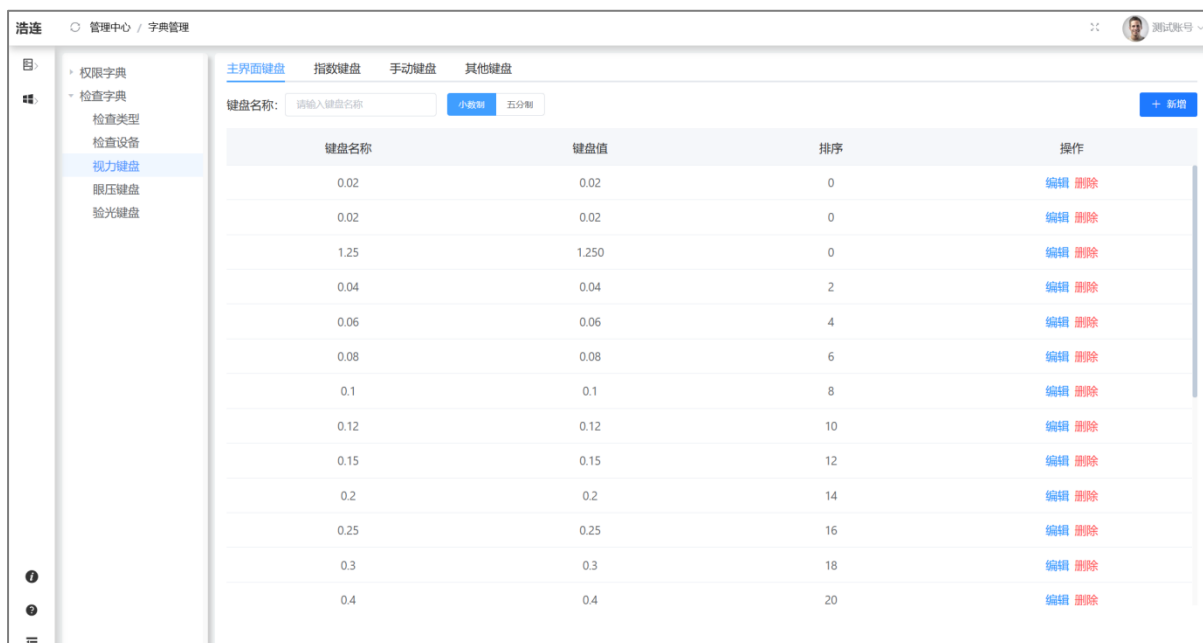 浩连 管理中心 / 字典管理 测试账号
权限字典
检查字典
检查类型
检查设备
视力键盘
眼压键盘
验光键盘
主界面键盘 指数键盘 手动键盘 其他键盘
键盘名称: 请输入键盘名称 小数制 五分制 + 新增
键盘名称 键盘值 排序 操作
0.02 0.02 0 编辑 删除
0.02 0.02 0 编辑 删除
1.25 1.250 0 编辑 删除
0.04 0.04 2 编辑 删除
0.06 0.06 4 编辑 删除
0.08 0.08 6 编辑 删除
0.1 0.1 8 编辑 删除
0.12 0.12 10 编辑 删除
0.15 0.15 12 编辑 删除
0.2 0.2 14 编辑 删除
0.25 0.25 16 编辑 删除
0.3 0.3 18 编辑 删除
0.4 0.4 20 编辑 删除